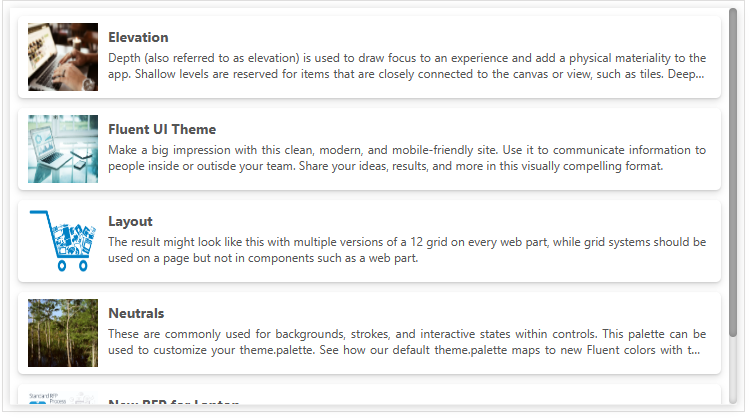 Elevation
Depth (also referred to as elevation) is used to draw focus to an experience and add a physical materiality to the
app. Shallow levels are reserved for items that are closely connected to the canvas or view, such as tiles. Deep...
Fluent UI Theme
Make a big impression with this clean, modern, and mobile-friendly site. Use it to communicate information to
people inside or outisde your team. Share your ideas, results, and more in this visually compelling format.
Layout
The result might look like this with multiple versions of a 12 grid on every web part, while grid systems should be
used on a page but not in components such as a web part.
Neutrals
These are commonly used for backgrounds, strokes, and interactive states within controls. This palette can be
used to customize your theme.palette. See how our default theme.palette maps to new Fluent colors with t...
Standard RFP
Process
New RFP for Laptop